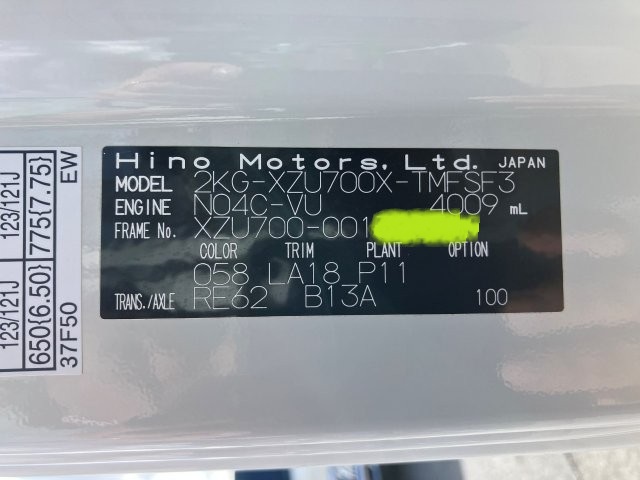 Hino Motors, Ltd. JAPAN
MODEL 2KG-XZU700X-TMFSF3
ENGINE N04C-VU 4009 mL
FRAME No. XZU700-001
COLOR TRIM PLANT OPTION
058 LA18 P11
TRANS./AXLE RE62 B13A 100
123/121J 123/121J
650{6.50} 775{7.75}
37F50 EW